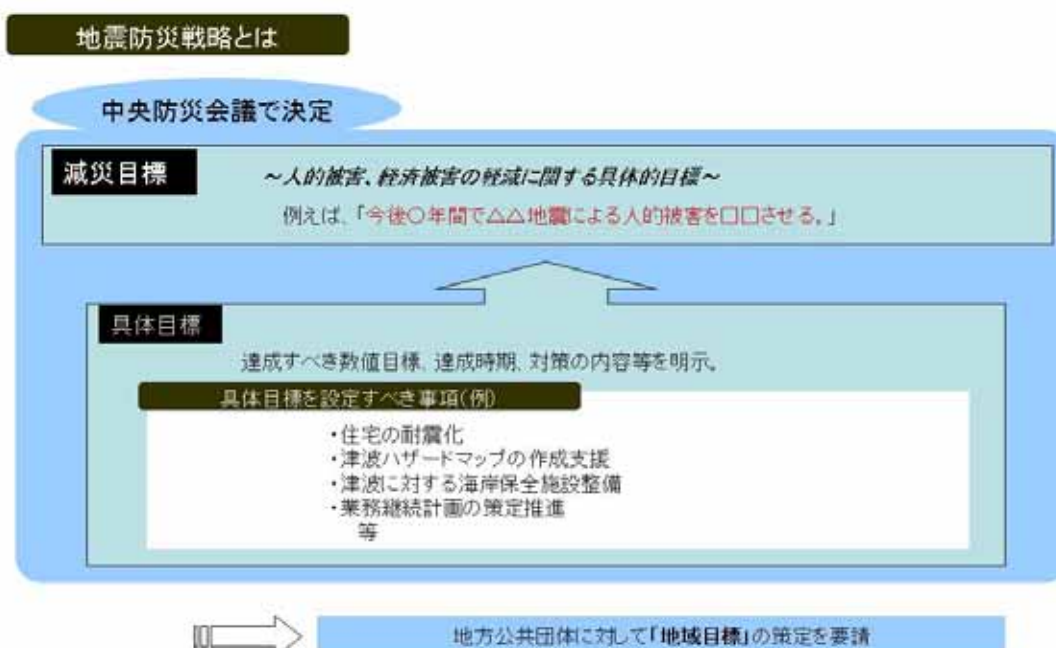 地震防災戦略とは
中央防災会議で決定
減災目標
～人的被害、経済被害の軽減に関する具体的目標～
例えば、「今後○年間で△△地震による人的被害を□□させる。」
具体目標
達成すべき数値目標、達成時期、対策の内容等を明示。
具体目標を設定すべき事項(例)
・住宅の耐震化
・津波ハザードマップの作成支援
・津波に対する海岸保全施設整備
・業務継続計画の策定推進
等
地方公共団体に対して「地域目標」の策定を要請